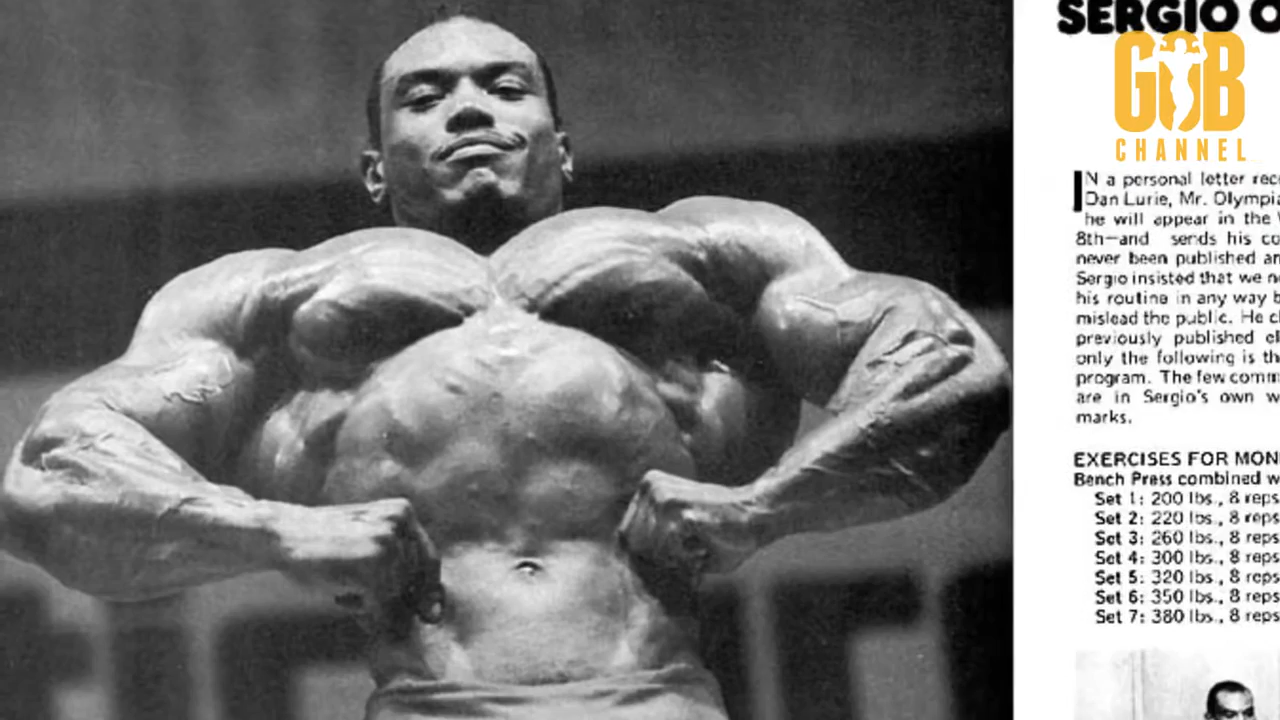 SERGIO O
GOB
CHANNEL
IN a personal letter rec
Dan Lurie, Mr. Olympia
he will appear in the
8th—and sends his co
never been published an
Sergio insisted that we n
his routine in any way b
mislead the public. He c
previously published el
only the following is th
program. The few comm
are in Sergio's own w
marks.
EXERCISES FOR MON
Bench Press combined w
Set 1: 200 lbs., 8 reps
Set 2: 220 lbs., 8 reps
Set 3: 260 lbs., 8 reps
Set 4: 300 lbs., 8 reps
Set 5: 320 lbs., 8 reps
Set 6: 350 lbs., 8 reps
Set 7: 380 lbs., 8 reps